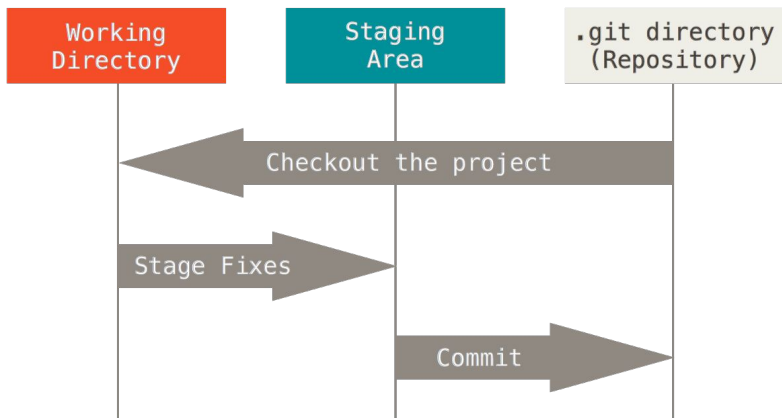 Working
Directory
Staging
Area
.git directory
(Repository)
Checkout the project
Stage Fixes
Commit